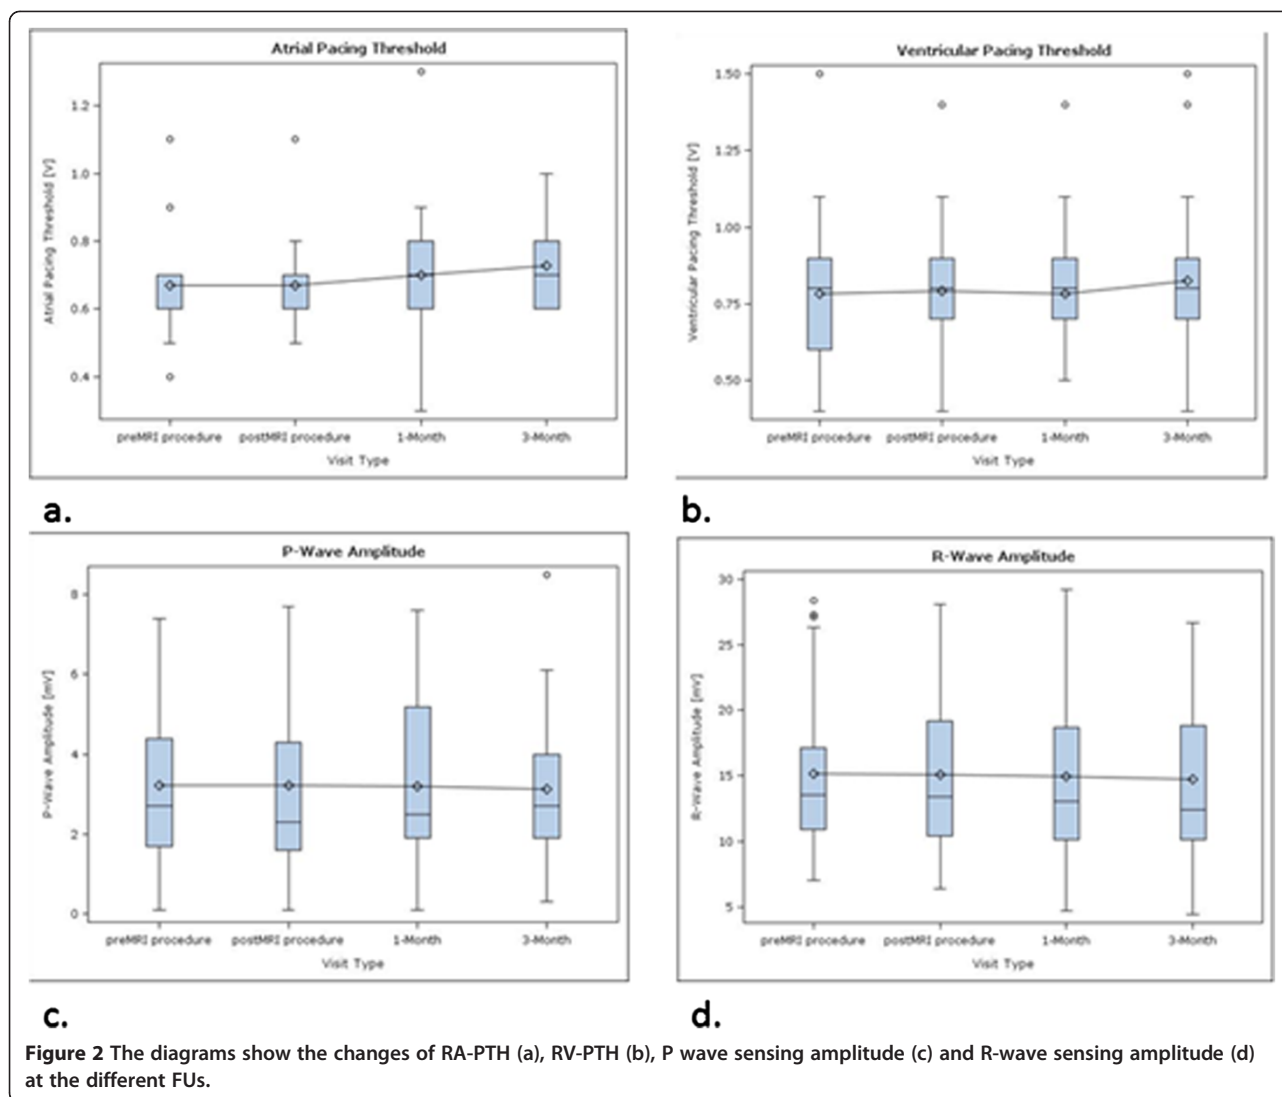 Atrial Pacing Threshold
Atrial Pacing Threshold [V]
1.2
1.0
0.8
0.6
0.4
preMRI procedure postMRI procedure 1-Month 3-Month
Visit Type
a.
Ventricular Pacing Threshold
Ventricular Pacing Threshold [V]
1.50
1.25
1.00
0.75
0.50
preMRI procedure postMRI procedure 1-Month 3-Month
Visit Type
b.
P-Wave Amplitude
P-Wave Amplitude [mV]
8
6
4
2
0
preMRI procedure postMRI procedure 1-Month 3-Month
Visit Type
c.
R-Wave Amplitude
R-Wave Amplitude [mV]
30
25
20
15
10
5
preMRI procedure postMRI procedure 1-Month 3-Month
Visit Type
d.
Figure 2 The diagrams show the changes of RA-PTH (a), RV-PTH (b), P wave sensing amplitude (c) and R-wave sensing amplitude (d)
at the different FUs.